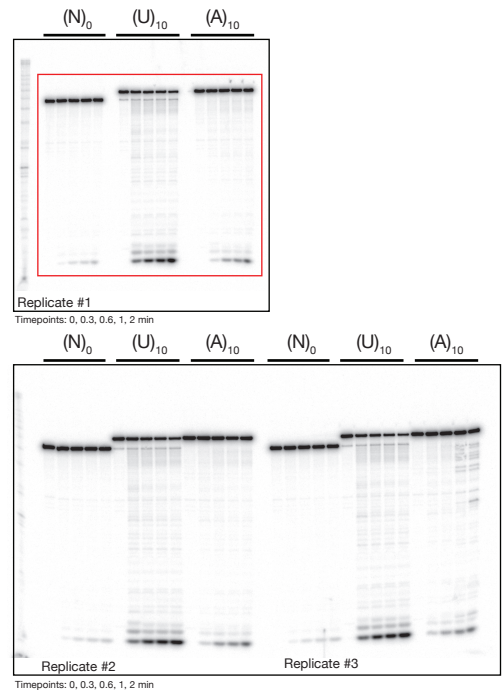 (N)0 (U)10 (A)10
Replicate #1
Timepoints: 0, 0.3, 0.6, 1, 2 min
(N)0 (U)10 (A)10 (N)0 (U)10 (A)10
Replicate #2 Replicate #3
Timepoints: 0, 0.3, 0.6, 1, 2 min